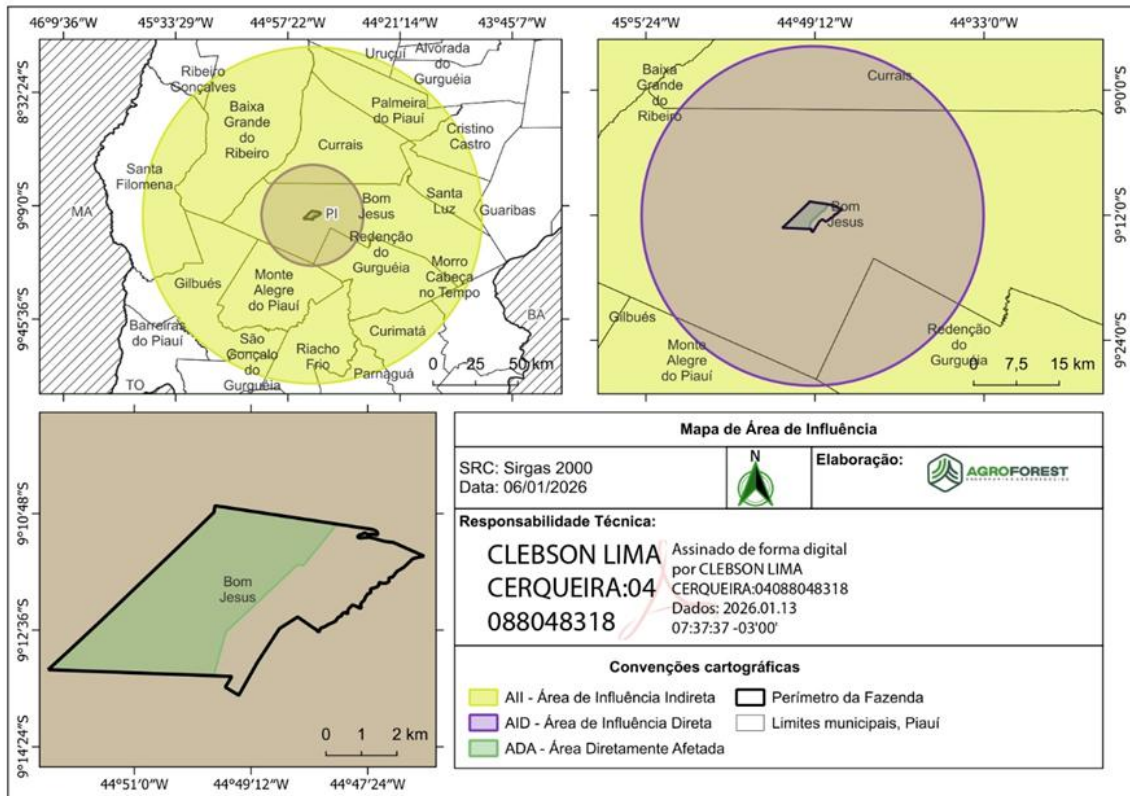 46°9'36"W 45°33'29"W 44°57'22"W 44°21'14"W 43°45'7"W
8°32'24"S
9°9'0"S
9°45'36"S
Ribeiro
Gonçalves
Uruçuí
Alvorada
do
Gurguéia
Baixa
Grande
do
Ribeiro
Palmeira
do Piauí
Currais
Cristino
Castro
Santa
Filomena
Santa
Luz
Guaribas
MA
PI
Bom
Jesus
Redenção
do
Gurguéia
Morro
Cabeça
no Tempo
Gilbués
Monte
Alegre
do Piauí
BA
Barreiras
do Piauí
São
Gonçalo
do
Gurguéia
Riacho
Frio
Curimatá
Parnaguá
TO
0 25 50 km
45°5'24"W 44°49'12"W 44°33'0"W
Baixa
Grande
do
Ribeiro
Currais
9°0'0"S
9°12'0"S
9°24'0"S
Bom
Jesus
Gilbués
Monte
Alegre
do Piauí
Redenção
do
Gurguéia
0 7,5 15 km
9°10'48"S
9°12'36"S
9°14'24"S
Bom
Jesus
0 1 2 km
44°51'0"W 44°49'12"W 44°47'24"W
Mapa de Área de Influência
SRC: Sirgas 2000
Data: 06/01/2026
N
Elaboração:
AGROFOREST
Responsabilidade Técnica:
CLEBSON LIMA
CERQUEIRA:04
088048318
Assinado de forma digital
por CLEBSON LIMA
CERQUEIRA:04088048318
Dados: 2026.01.13
07:37:37 -03'00'
Convenções cartográficas
AII - Área de Influência Indireta
AID - Área de Influência Direta
ADA - Área Diretamente Afetada
Perímetro da Fazenda
Limites municipais, Piauí